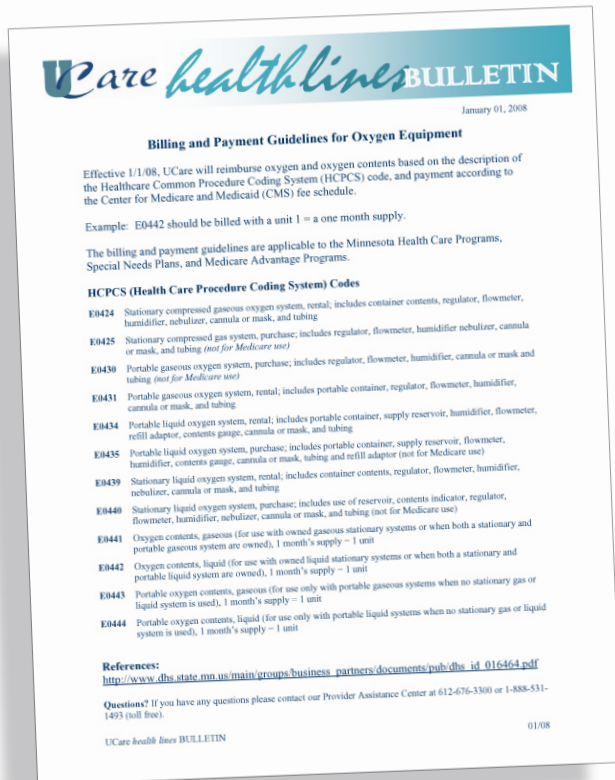 UCare healthlines BULLETIN
January 01, 2008
Billing and Payment Guidelines for Oxygen Equipment
Effective 1/1/08, UCare will reimburse oxygen and oxygen contents based on the description of
the Healthcare Common Procedure Coding System (HCPCS) code, and payment according to
the Center for Medicare and Medicaid (CMS) fee schedule.
Example: E0442 should be billed with a unit 1 = a one month supply.
The billing and payment guidelines are applicable to the Minnesota Health Care Programs,
Special Needs Plans, and Medicare Advantage Programs.
HCPCS (Health Care Procedure Coding System) Codes
E0424 Stationary compressed gaseous oxygen system, rental; includes container contents, regulator, flowmeter,
humidifier, nebulizer, cannula or mask, and tubing
E0425 Stationary compressed gas system, purchase; includes regulator, flowmeter, humidifier nebulizer, cannula
or mask, and tubing (not for Medicare use)
E0430 Portable gaseous oxygen system, purchase; includes regulator, flowmeter, humidifier, cannula or mask and
tubing (not for Medicare use)
E0431 Portable gaseous oxygen system, rental; includes portable container, regulator, flowmeter, humidifier,
cannula or mask, and tubing
E0434 Portable liquid oxygen system, rental; includes portable container, supply reservoir, humidifier, flowmeter,
refill adaptor, contents gauge, cannula or mask, and tubing
E0435 Portable liquid oxygen system, purchase; includes portable container, supply reservoir, flowmeter,
humidifier, contents gauge, cannula or mask, tubing and refill adaptor (not for Medicare use)
E0439 Stationary liquid oxygen system, rental; includes container contents, regulator, flowmeter, humidifier,
nebulizer, cannula or mask, and tubing
E0440 Stationary liquid oxygen system, purchase; includes use of reservoir, contents indicator, regulator,
flowmeter, humidifier, nebulizer, cannula or mask, and tubing (not for Medicare use)
E0441 Oxygen contents, gaseous (for use with owned gaseous stationary systems or when both a stationary and
portable gaseous system are owned), 1 month's supply = 1 unit
E0442 Oxygen contents, liquid (for use with owned liquid stationary systems or when both a stationary and
portable liquid system are owned), 1 month's supply = 1 unit
E0443 Portable oxygen contents, gaseous (for use only with portable gaseous systems when no stationary gas or
liquid system is used), 1 month's supply = 1 unit
E0444 Portable oxygen contents, liquid (for use only with portable liquid systems when no stationary gas or liquid
system is used), 1 month's supply = 1 unit
References:
http://www.dhs.state.mn.us/main/groups/business_partners/documents/pub/dhs_id_016464.pdf
Questions? If you have any questions please contact our Provider Assistance Center at 612-676-3300 or 1-888-531-
1493 (toll free).
UCare health lines BULLETIN
01/08